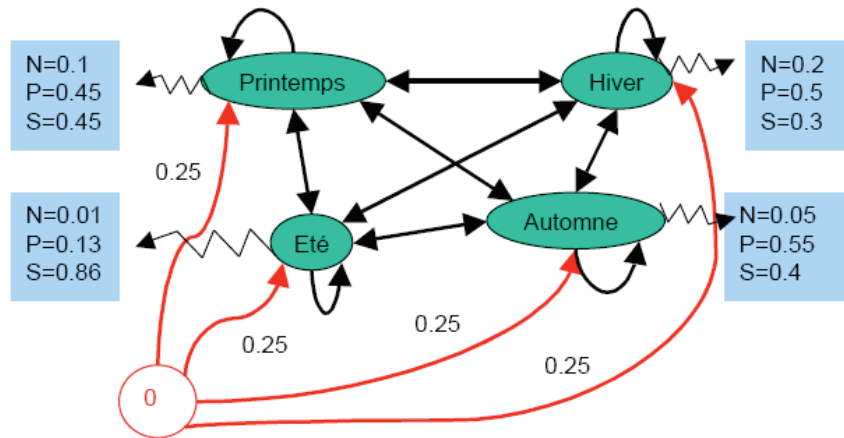 N=0.1
P=0.45
S=0.45
Printemps
Hiver
N=0.2
P=0.5
S=0.3
0.25
N=0.01
P=0.13
S=0.86
Eté
Automne
N=0.05
P=0.55
S=0.4
0.25
0.25
0.25
0